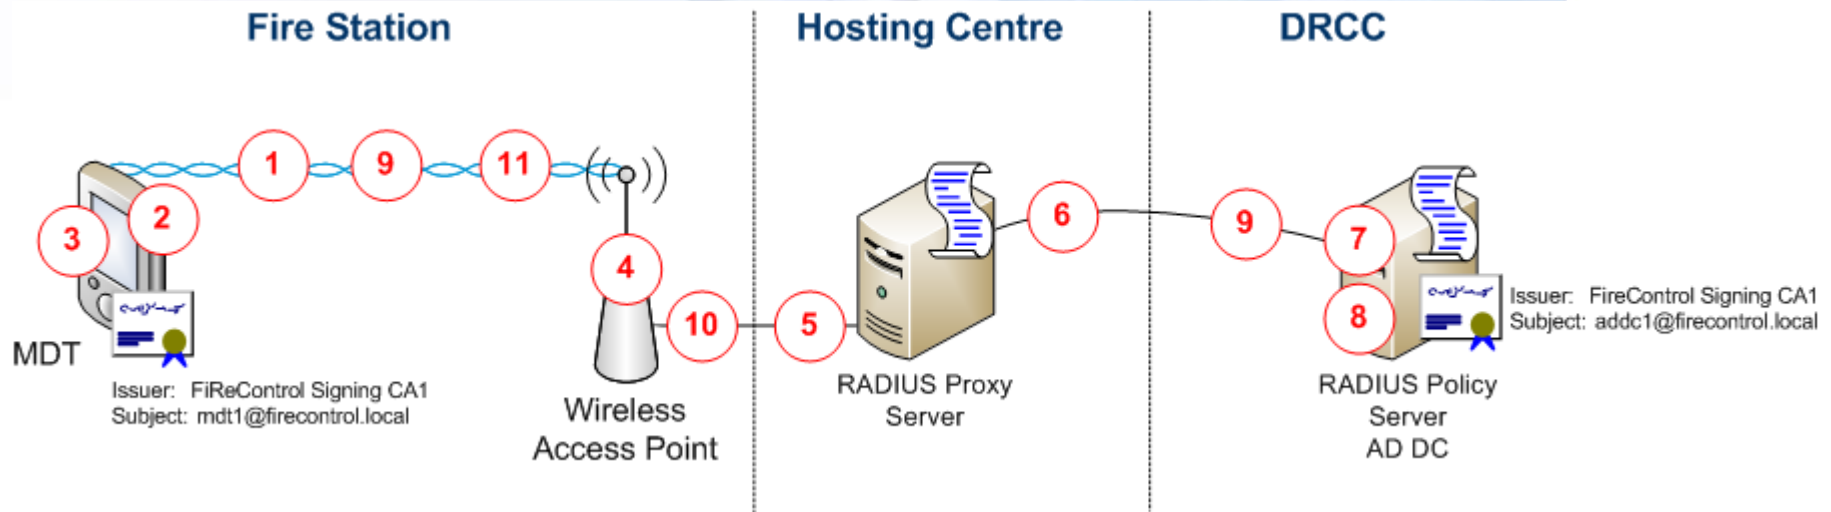 Fire Station
Hosting Centre
DRCC
1
9
11
2
3
4
10
5
6
9
7
8
MDT
Issuer: FiReControl Signing CA1
Subject: mdt1@firecontrol.local
Wireless
Access Point
RADIUS Proxy
Server
RADIUS Policy
Server
AD DC
Issuer: FireControl Signing CA1
Subject: addc1@firecontrol.local